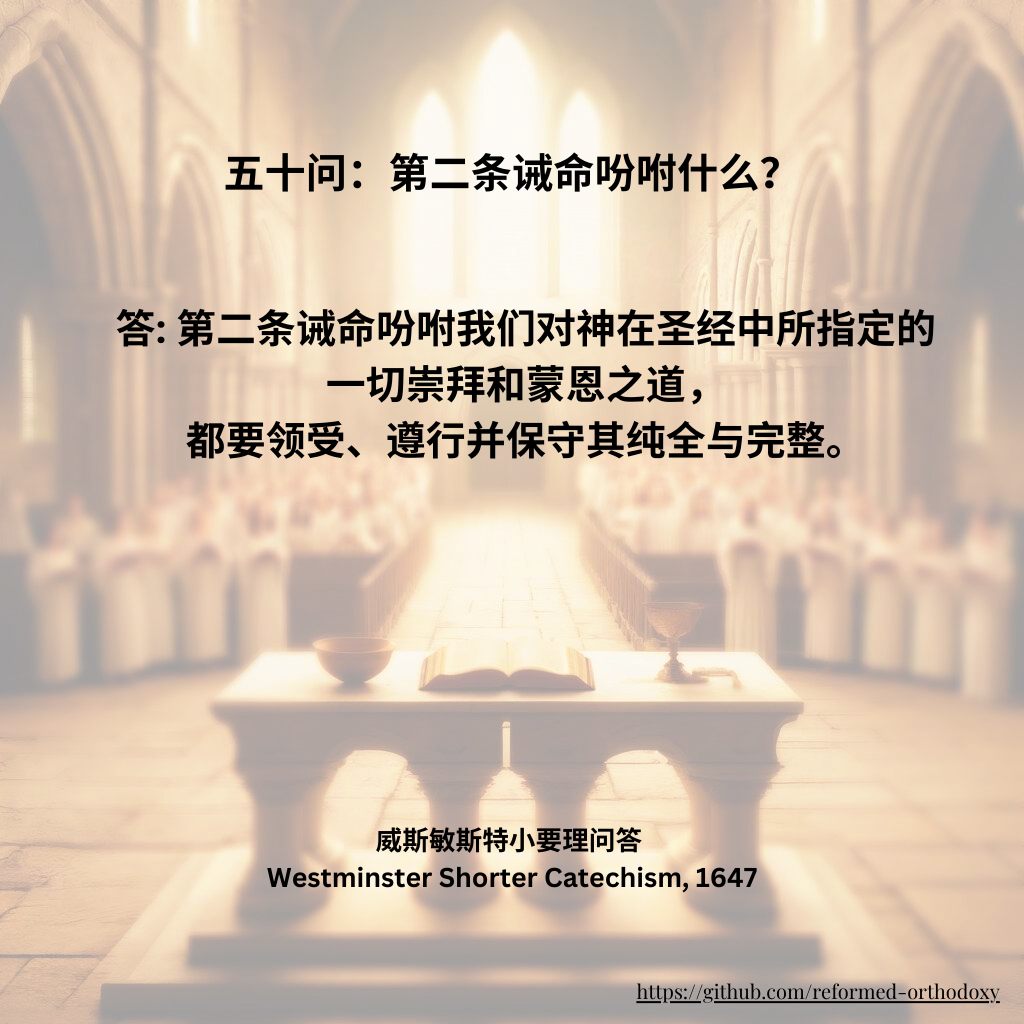 五十问：第二条诫命吩咐什么？
答: 第二条诫命吩咐我们对神在圣经中所指定的
一切崇拜和蒙恩之道，
都要领受、遵行并保守其纯全与完整。
威斯敏斯特小要理问答
Westminster Shorter Catechism, 1647
https://github.com/reformed-orthodoxy